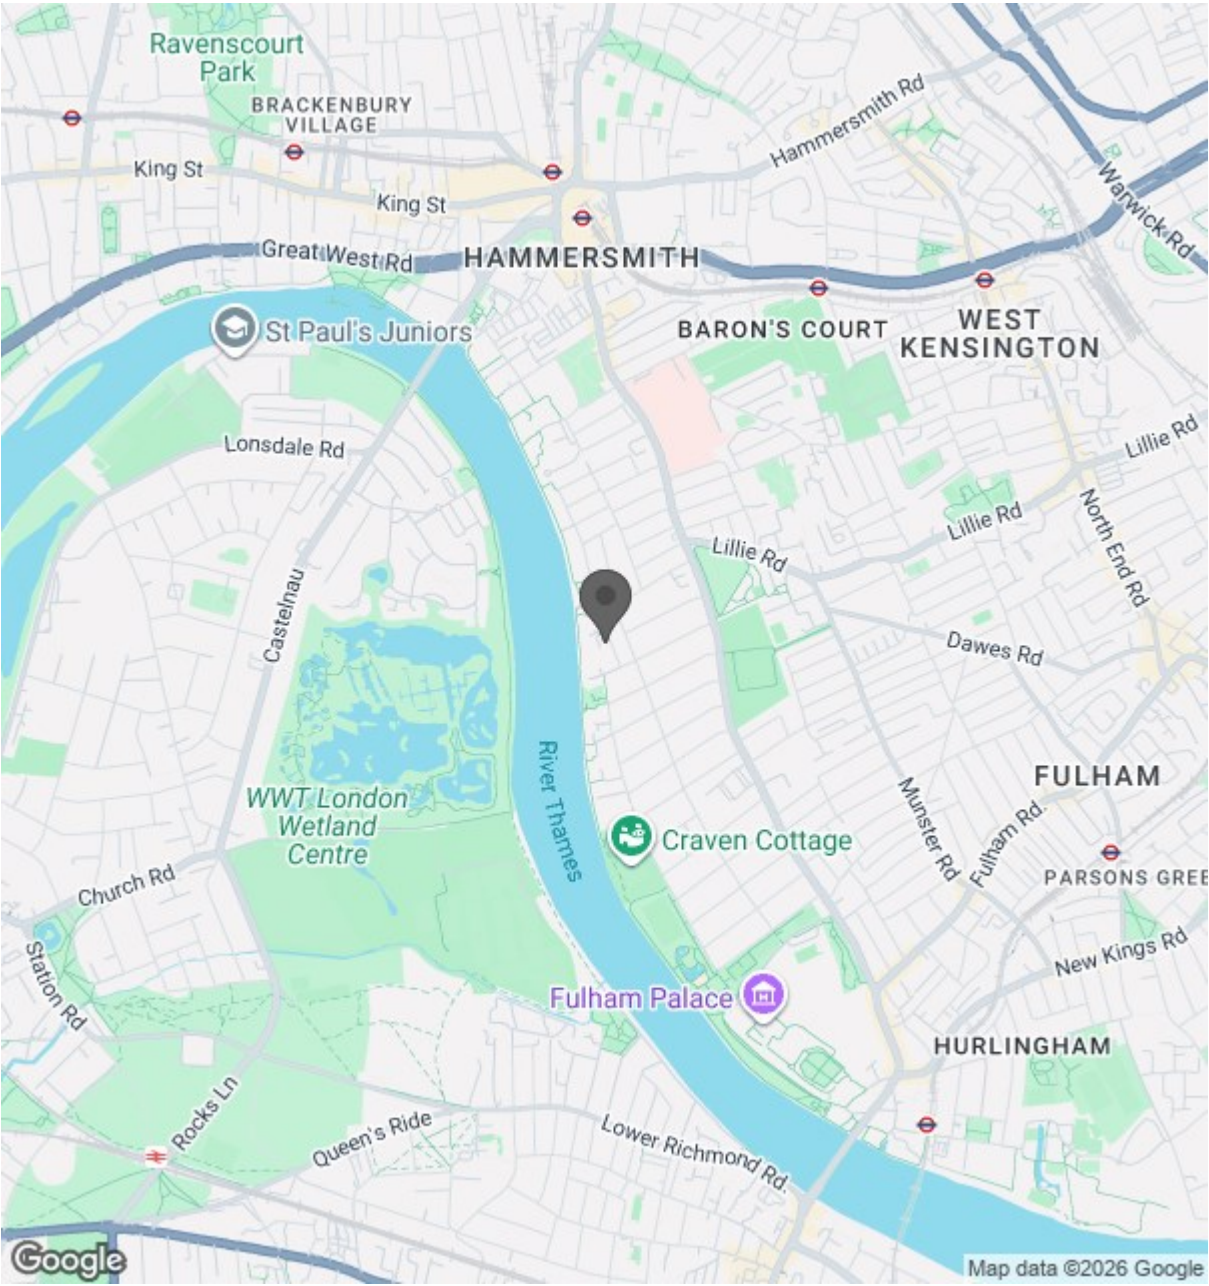 Ravenscourt
Park
BRACKENBURY
VILLAGE
Hammersmith Rd
King St
King St
Warwick Rd
Great West Rd
HAMMERSMITH
St Paul's Juniors
BARON'S COURT
WEST
KENSINGTON
Lonsdale Rd
Lillie Rd
Lillie Rd
North End Rd
Lillie Rd
Castelnau
Dawes Rd
River Thames
FULHAM
WWT London
Wetland
Centre
Munster Rd
Fulham Rd.
Craven Cottage
Church Rd
PARSONS GREE
Station Rd
New Kings Rd
Fulham Palace
HURLINGHAM
Rocks Ln
Queen's Ride
Lower Richmond Rd.
Google
Map data ©2026 Google